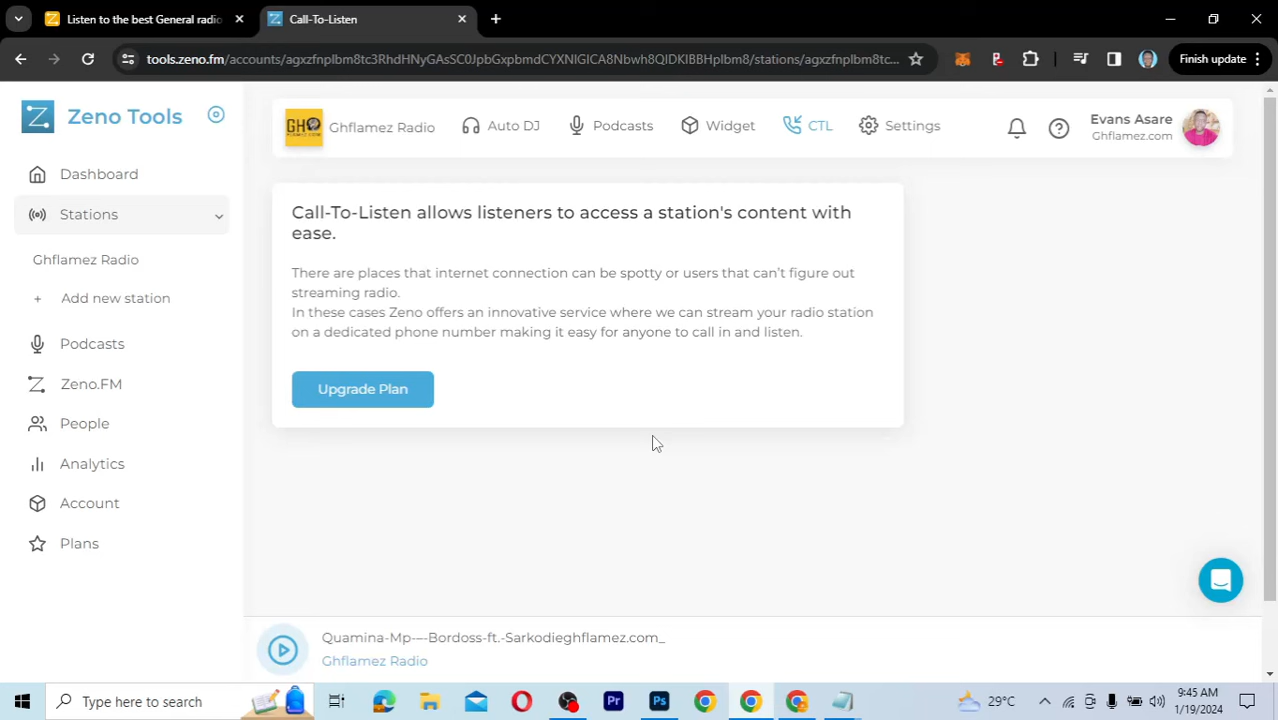 Listen to the best General radio
Call-To-Listen
tools.zeno.fm/accounts/
Finish update
Zeno Tools
Dashboard
Stations
Ghflamez Radio
+ Add new station
Podcasts
Zeno.FM
People
Analytics
Account
Plans
GHO
Ghflamez Radio
Auto DJ
Podcasts
Widget
CTL
Settings
Evans Asare
Ghflamez.com
Call-To-Listen allows listeners to access a station's content with
ease.
There are places that internet connection can be spotty or users that can't figure out
streaming radio.
In these cases Zeno offers an innovative service where we can stream your radio station
on a dedicated phone number making it easy for anyone to call in and listen.
Upgrade Plan
Quamina-Mp-–-Bordoss-ft.-Sarkodieghflamez.com_
Ghflamez Radio
Type here to search
Pr
Ps
29°C
9:45 AM
1/19/2024